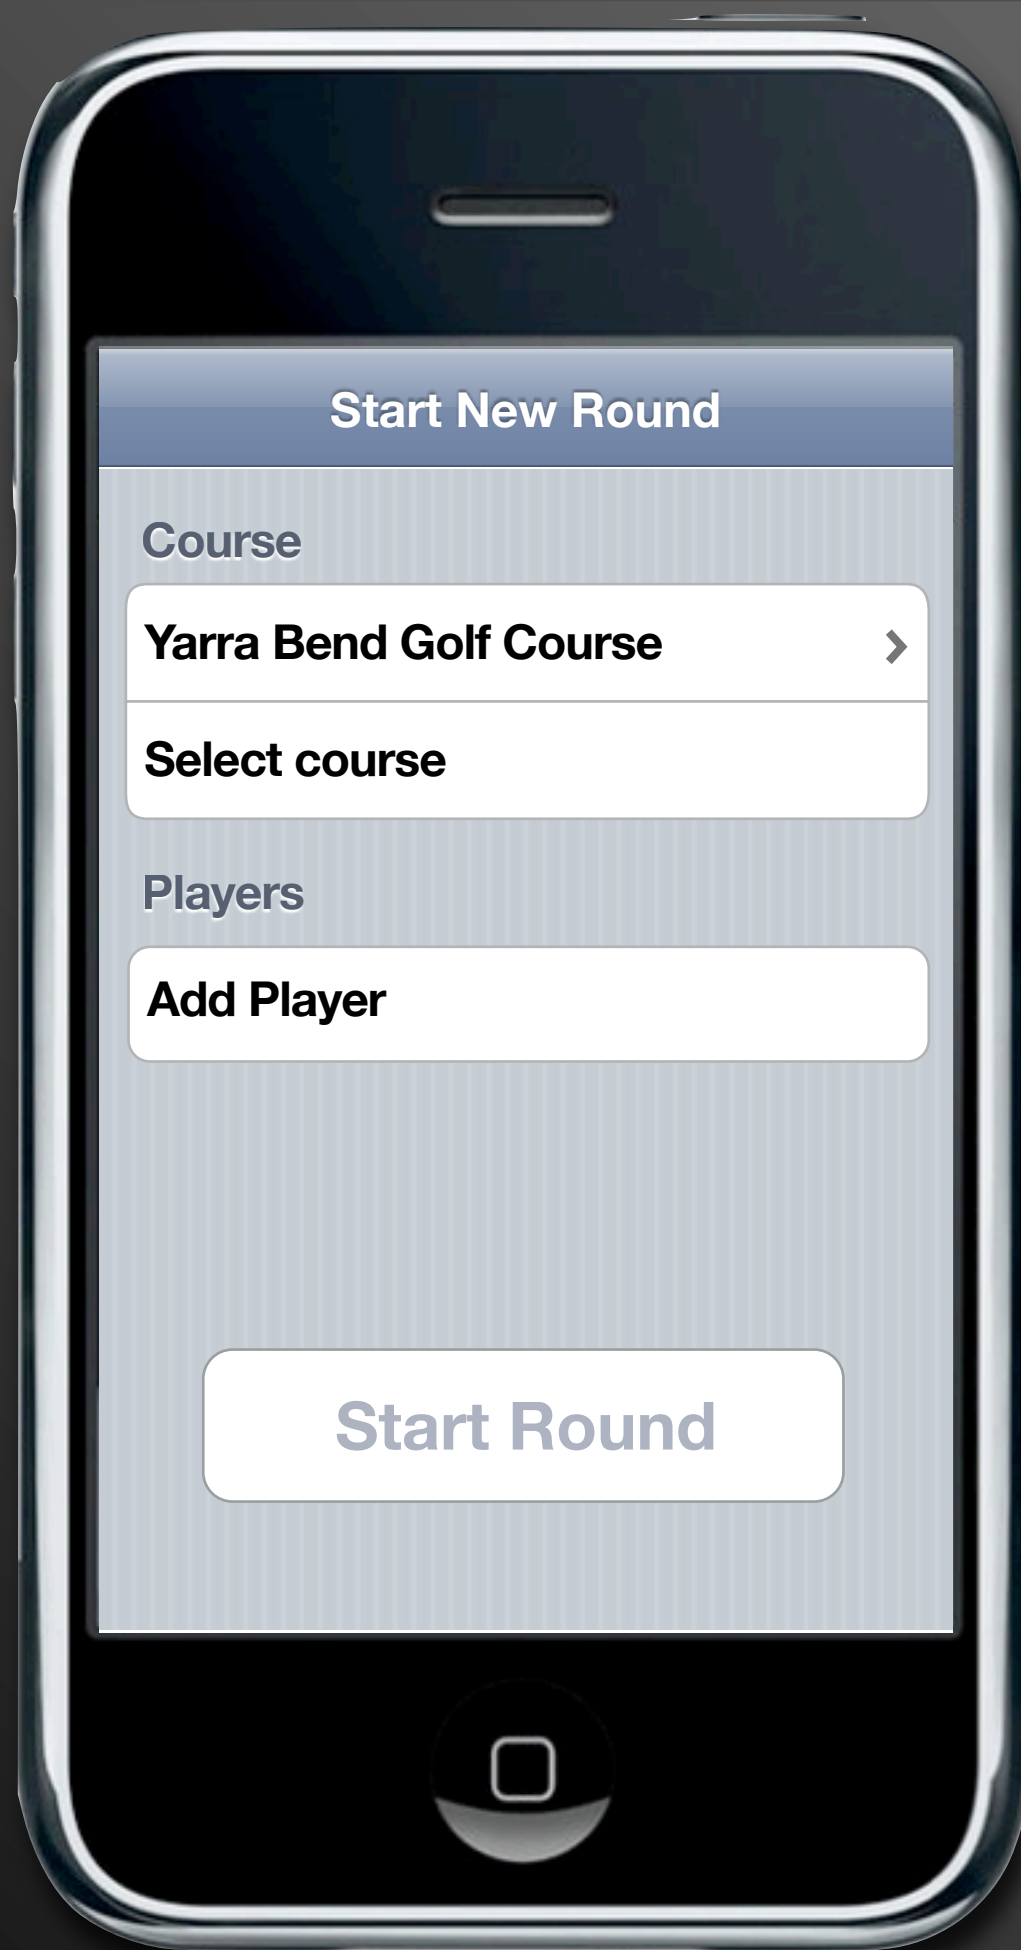 Start New Round
Course
Yarra Bend Golf Course
Select course
Players
Add Player
Start Round